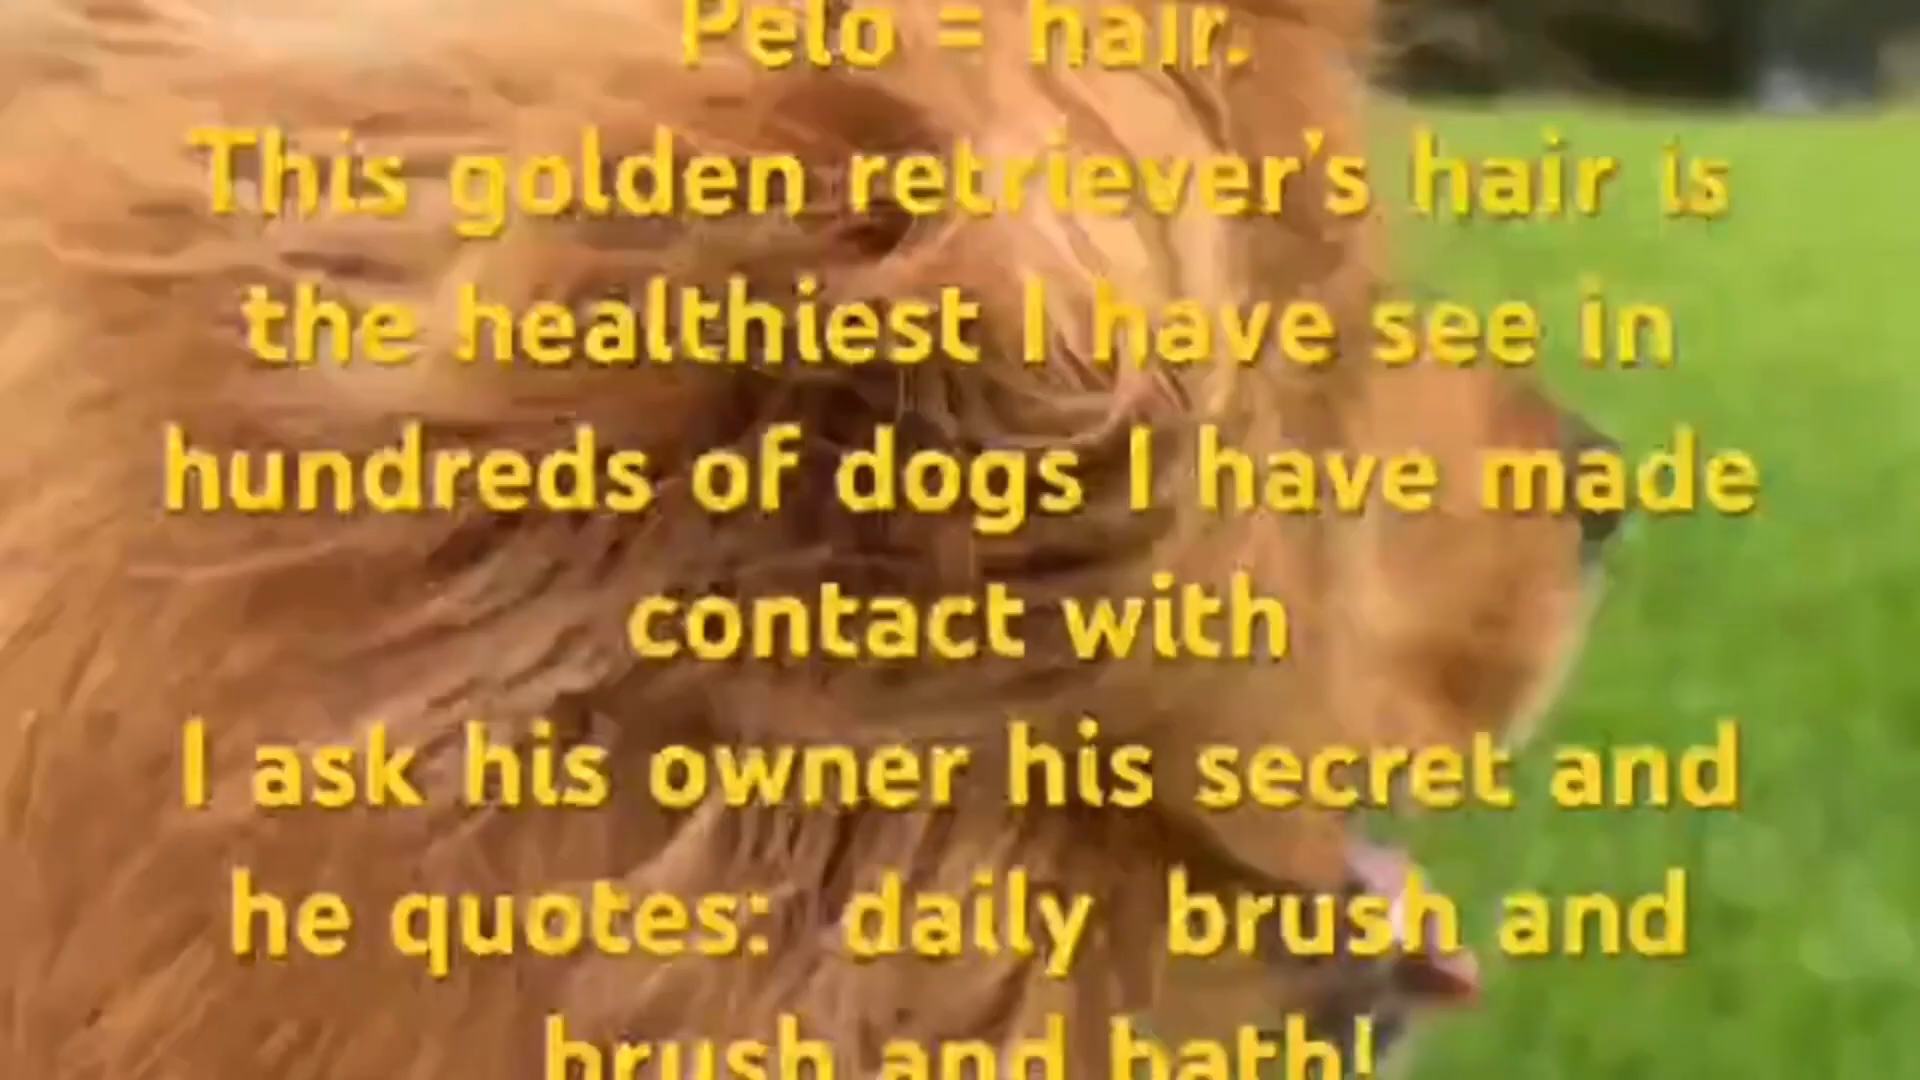 Pelo = hair.
This golden retriever's hair is
the healthiest I have see in
hundreds of dogs I have made
contact with
I ask his owner his secret and
he quotes: daily brush and
brush and bath!